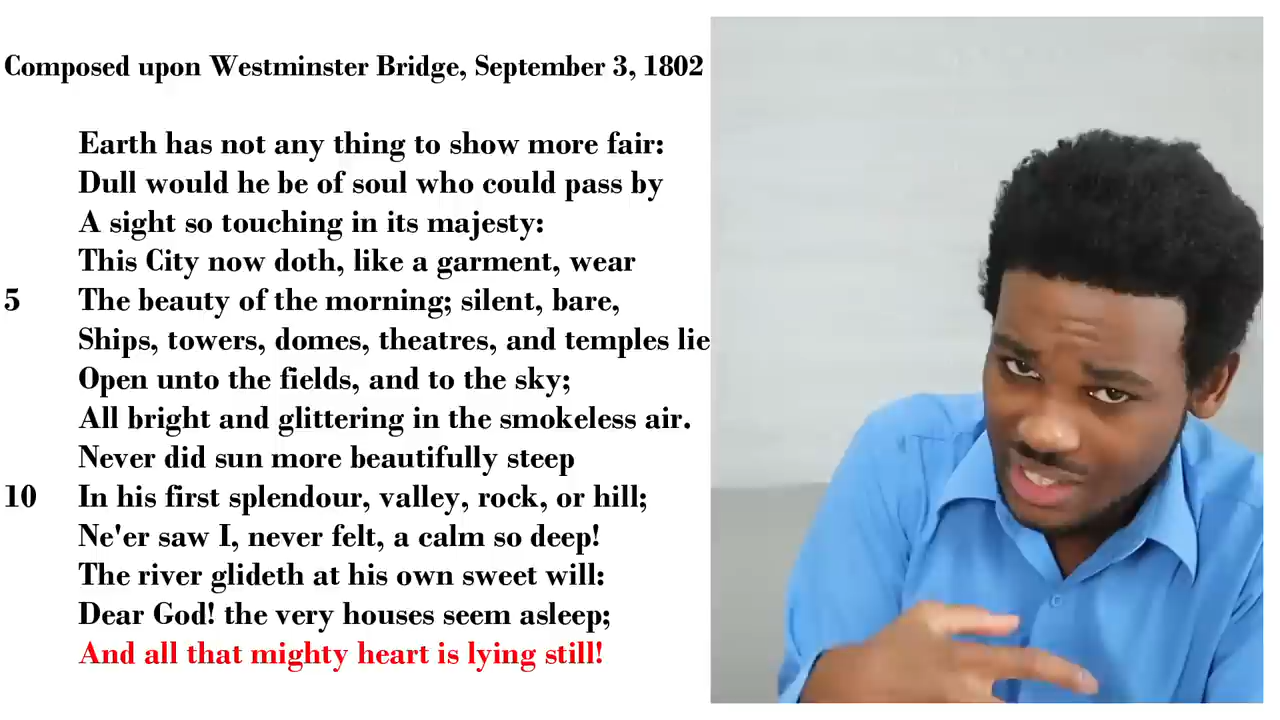 Composed upon Westminster Bridge, September 3, 1802
Earth has not any thing to show more fair:
Dull would he be of soul who could pass by
A sight so touching in its majesty:
This City now doth, like a garment, wear
5 The beauty of the morning; silent, bare,
Ships, towers, domes, theatres, and temples lie
Open unto the fields, and to the sky;
All bright and glittering in the smokeless air.
Never did sun more beautifully steep
10 In his first splendour, valley, rock, or hill;
Ne'er saw I, never felt, a calm so deep!
The river glideth at his own sweet will:
Dear God! the very houses seem asleep;
And all that mighty heart is lying still!